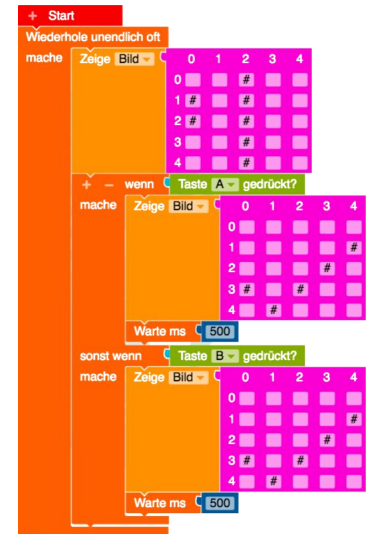 + Start
Wiederhole unendlich oft
mache Zeige Bild 0 1 2 3 4
0 #
1 # #
2 # #
3 #
4 #
+ − wenn Taste A gedrückt?
mache Zeige Bild 0 1 2 3 4
0
1 #
2 #
3 # #
4 #
Warte ms 500
sonst wenn Taste B gedrückt?
mache Zeige Bild 0 1 2 3 4
0
1 #
2 #
3 # #
4 #
Warte ms 500